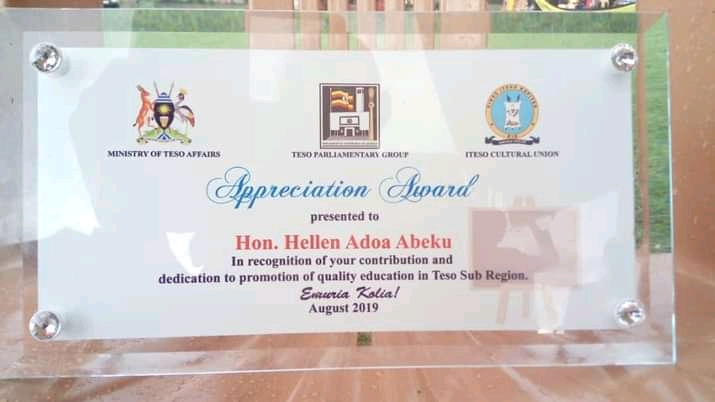 MINISTRY OF TESO AFFAIRS
TESO PARLIAMENTARY GROUP
ITESO CULTURAL UNION
Appreciation Award
presented to
Hon. Hellen Adoa Abeku
In recognition of your contribution and
dedication to promotion of quality education in Teso Sub Region.
Emuria Kolia!
August 2019